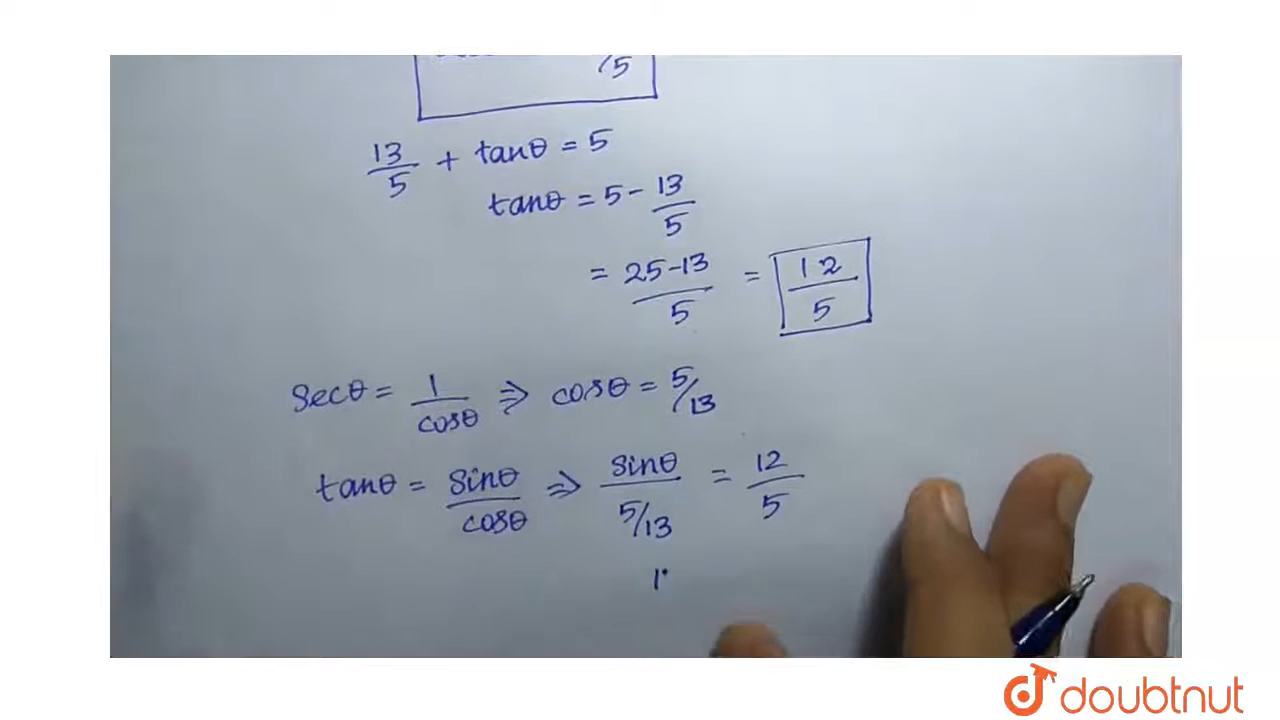 /5
13/5 + tanθ = 5
tanθ = 5 - 13/5
= 25-13/5 = 12/5
secθ = 1/cosθ ⇒ cosθ = 5/13
tanθ = sinθ/cosθ ⇒ sinθ/5/13 = 12/5
doubtnut